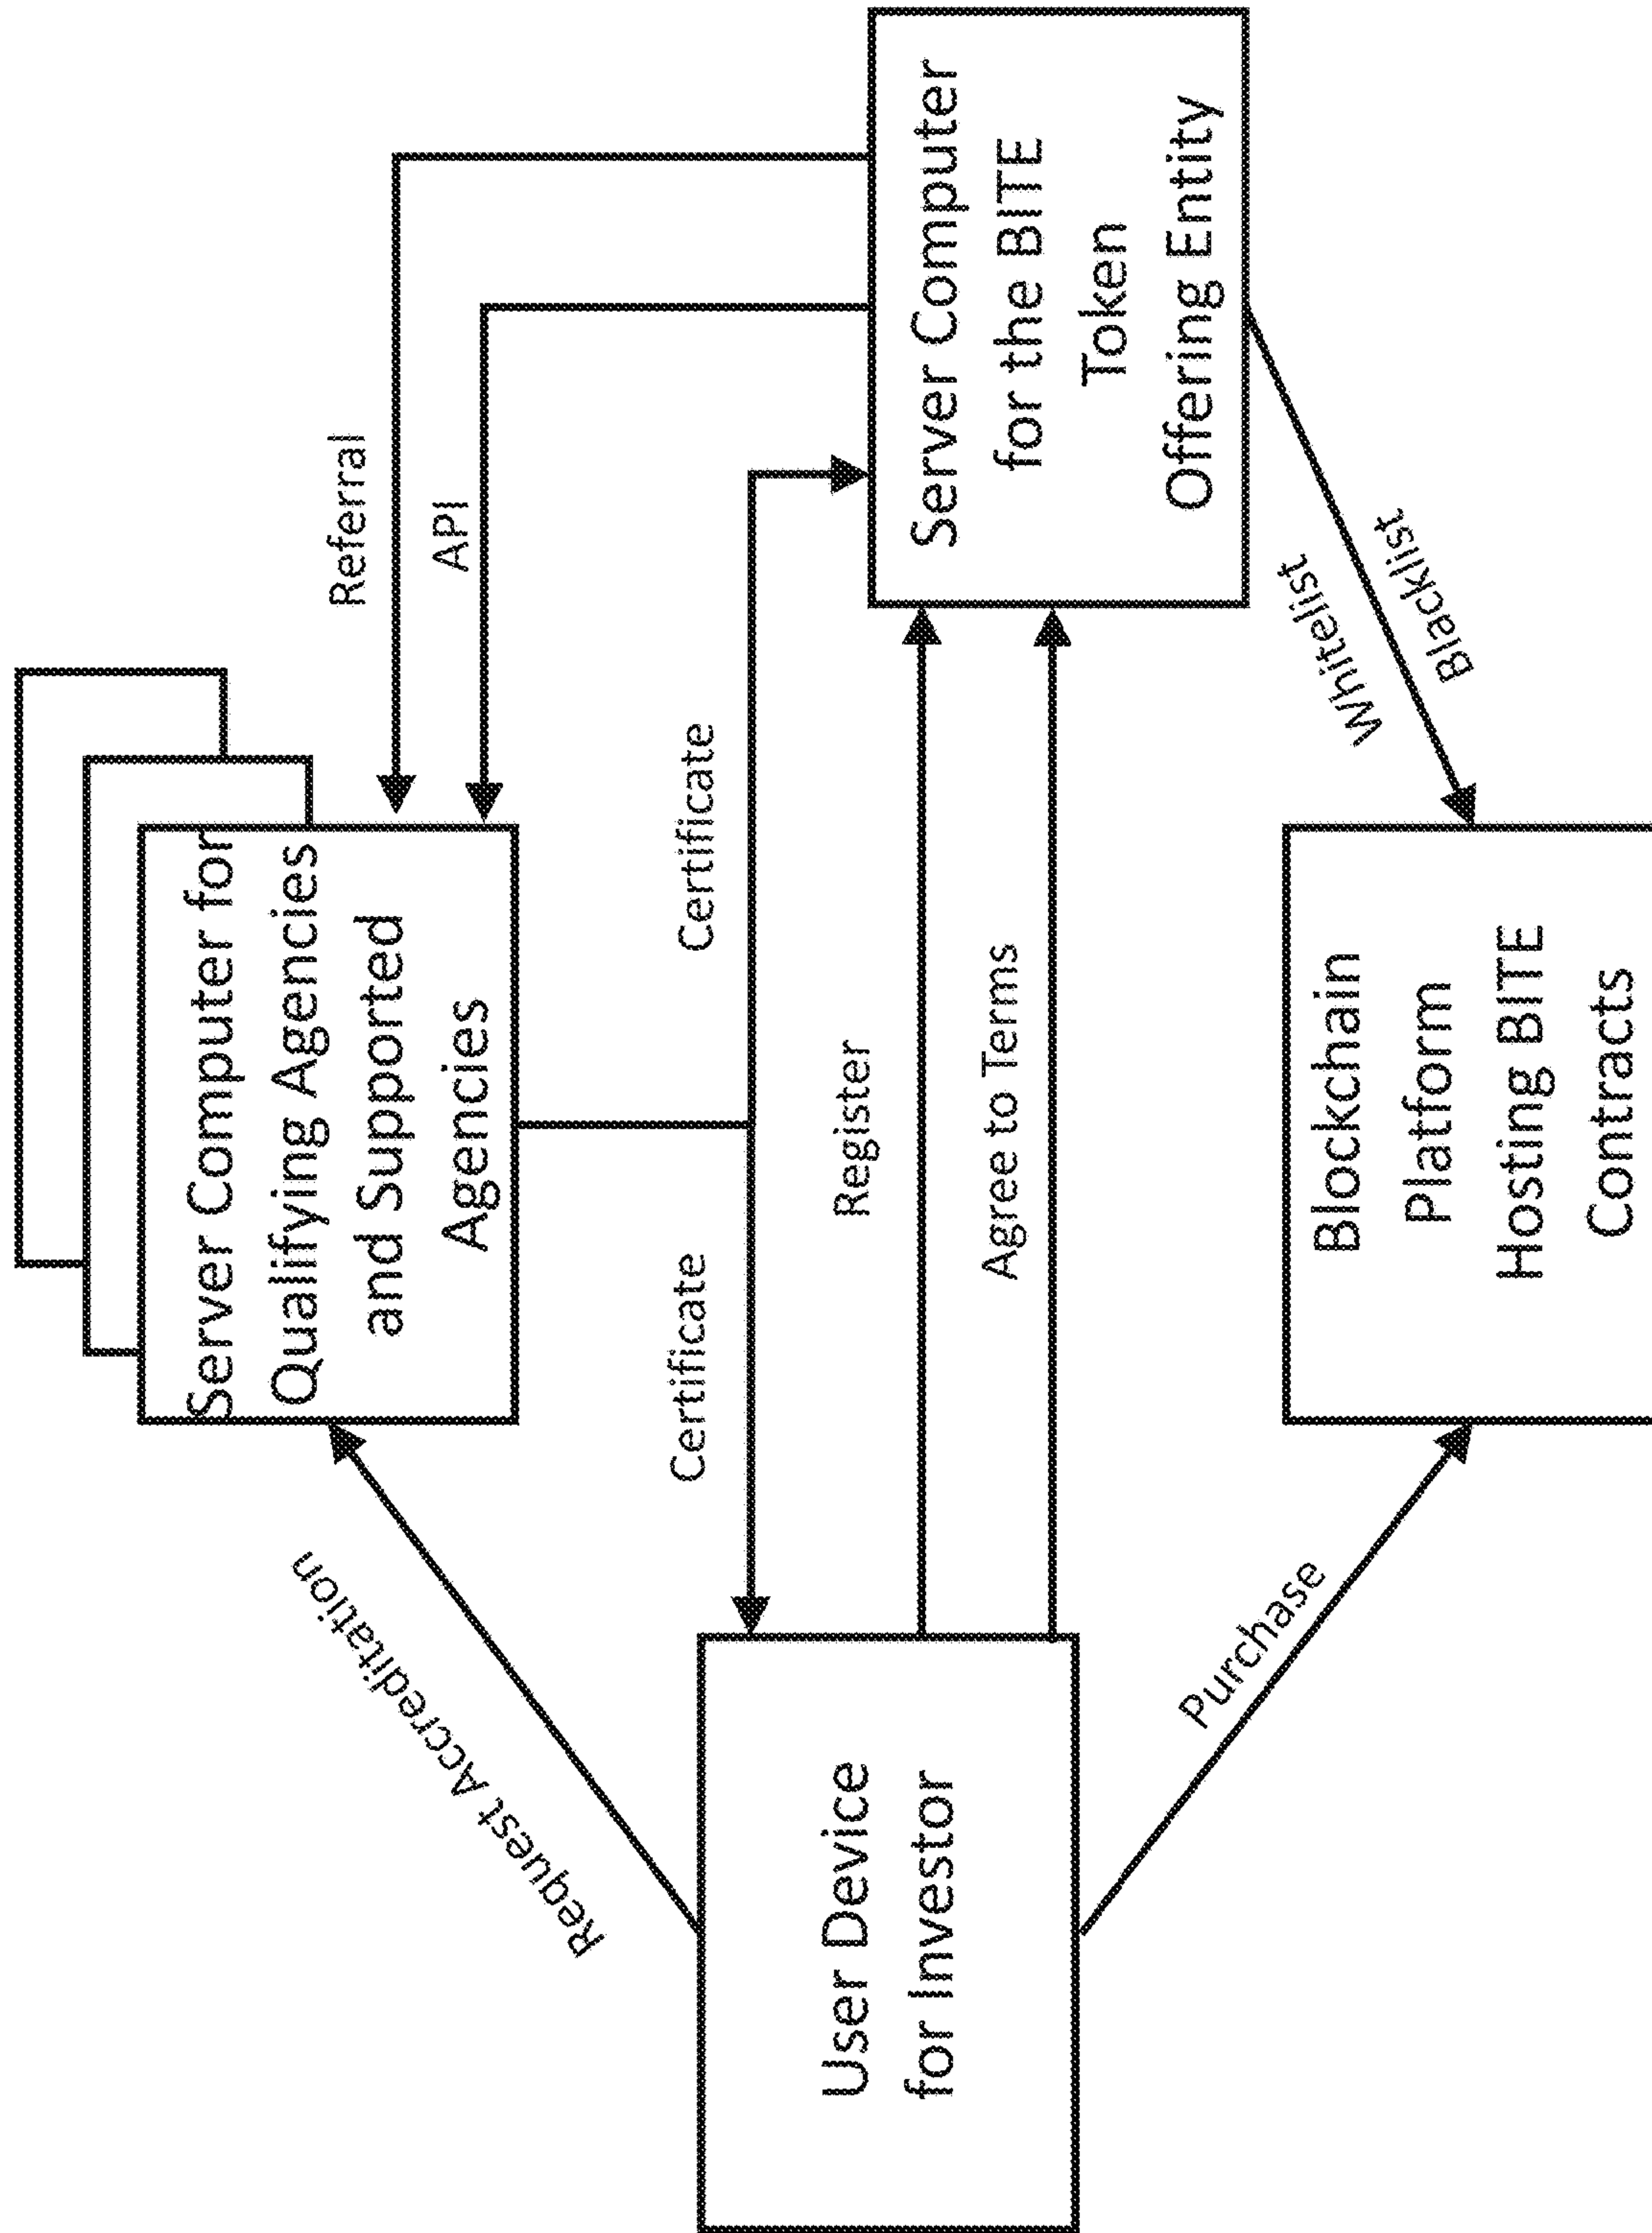 Server Computer for
Qualifying Agencies
and Supported
Agencies
Referral
API
Request Accreditation
Certificate
Certificate
User Device
for Investor
Register
Agree to Terms
Server Computer
for the BITE
Token
Offering Entity
Purchase
Whitelist
Blacklist
Blockchain
Platform
Hosting BITE
Contracts